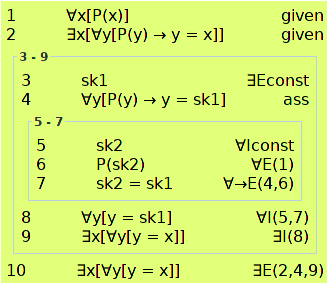 1 ∀x[P(x)] given
2 ∃x[∀y[P(y) → y = x]] given
3 - 9
3 sk1 ∃Econst
4 ∀y[P(y) → y = sk1] ass
5 - 7
5 sk2 ∀Iconst
6 P(sk2) ∀E(1)
7 sk2 = sk1 ∀→E(4,6)
8 ∀y[y = sk1] ∀I(5,7)
9 ∃x[∀y[y = x]] ∃I(8)
10 ∃x[∀y[y = x]] ∃E(2,4,9)